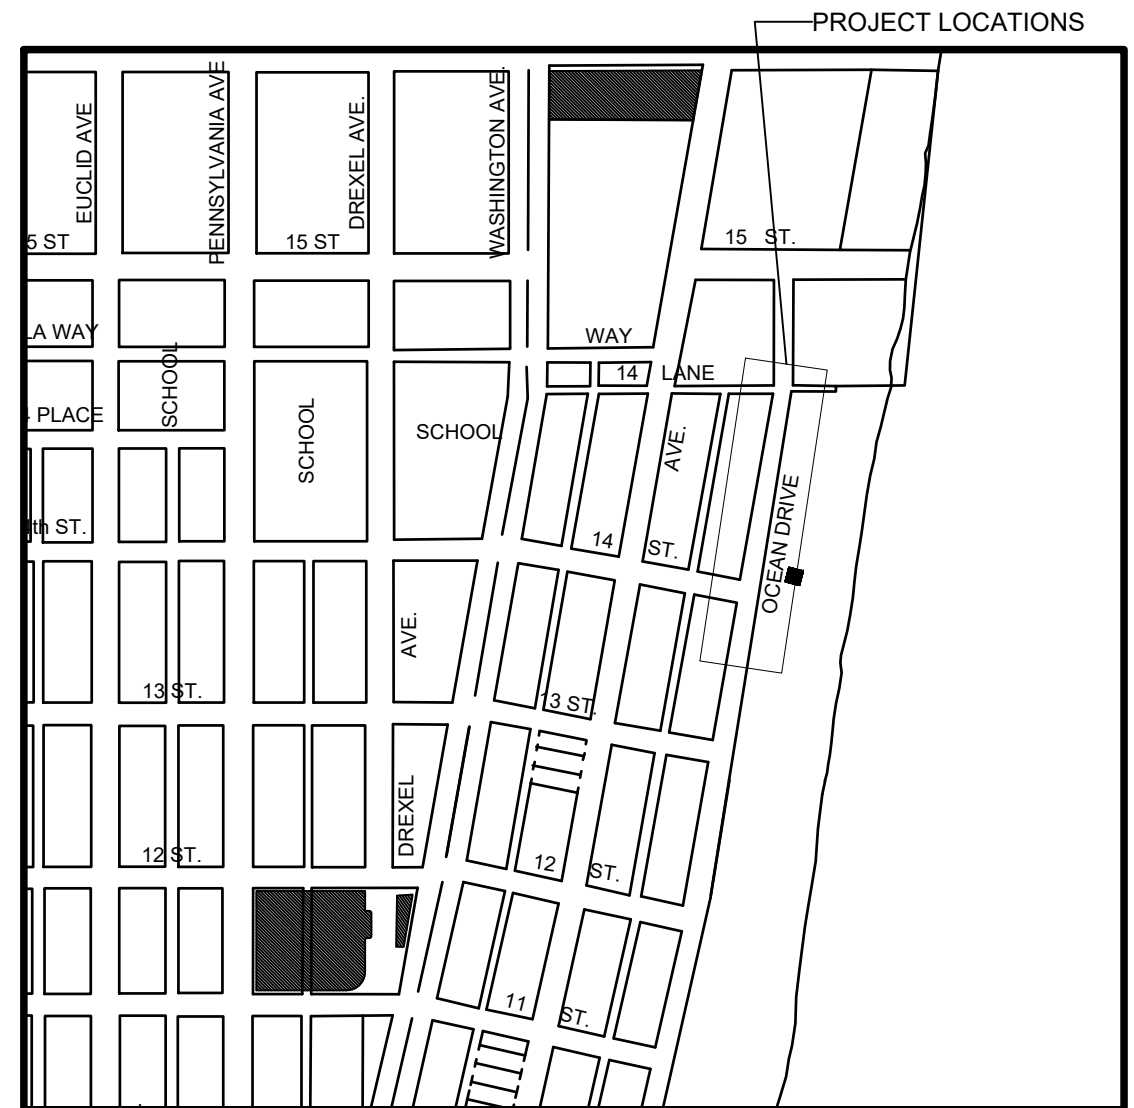 PROJECT LOCATIONS
EUCLID AVE
PENNSYLVANIA AVE
DREXEL AVE.
WASHINGTON AVE.
5 ST
15 ST
15 ST.
LA WAY
WAY
14 LANE
SCHOOL
PLACE
SCHOOL
SCHOOL
AVE.
OCEAN DRIVE
th ST.
14 ST.
AVE.
13 ST.
13 ST.
DREXEL
12 ST.
12 ST.
11 ST.